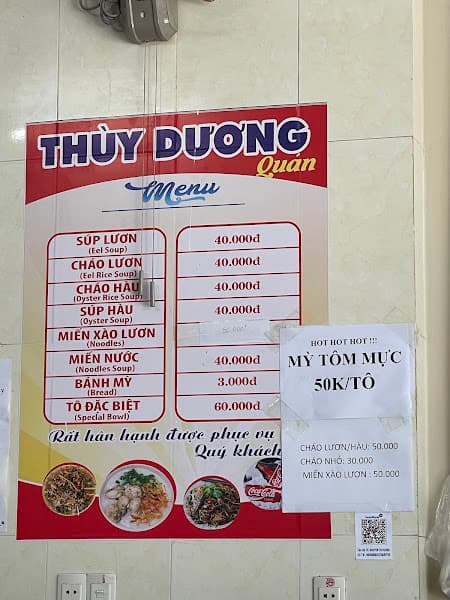 THÙY DƯƠNG
Quán
Menu
SÚP LƯƠN 40.000đ
(Eel Soup)
CHÁO LƯƠN 40.000đ
(Eel Rice Soup)
CHÁO HÀU 40.000đ
(Oyster Rice Soup)
SÚP HÀU 40.000đ
(Oyster Soup)
MIẾN XÀO LƯƠN 50.000đ
(Noodles)
MIẾN NƯỚC 40.000đ
(Noodles Soup)
BÁNH MỲ 3.000đ
(Bread)
TÔ ĐẶC BIỆT 60.000đ
(Special Bowl)
Rất hân hạnh được phục vụ
Quý khách
Coca-Cola
HOT HOT HOT !!!
MỲ TÔM MỰC
50K/TÔ
CHÁO LƯƠN/HÀU: 50.000
CHÁO NHỎ: 30.000
MIẾN XÀO LƯƠN : 50.000